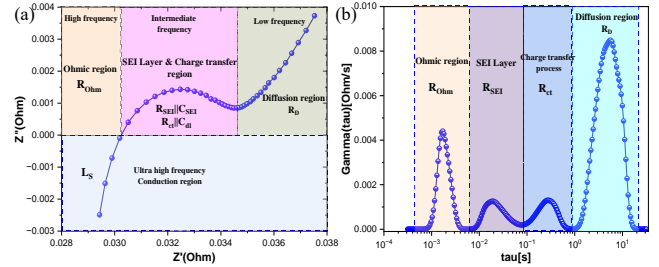 (a)
High frequency
Intermediate
frequency
Low frequency
Ohmic region
R_Ohm
SEI Layer & Charge transfer
region
R_SEI||C_SEI
R_ct||C_dl
Diffusion region
R_D
L_S
Ultra high frequency
Conduction region
0.004
0.003
0.002
0.001
0.000
−0.001
−0.002
−0.003
Z"(Ohm)
0.028
0.030
0.032
0.034
0.036
0.038
Z'(Ohm)
(b)
Ohmic region
R_Ohm
SEI Layer
R_SEI
Charge transfer
process
R_ct
Diffusion region
R_D
0.010
0.008
0.006
0.004
0.002
0.000
Gamma(tau)[Ohm/s]
10⁻⁴
10⁻³
10⁻²
10⁻¹
10⁰
10¹
tau[s]